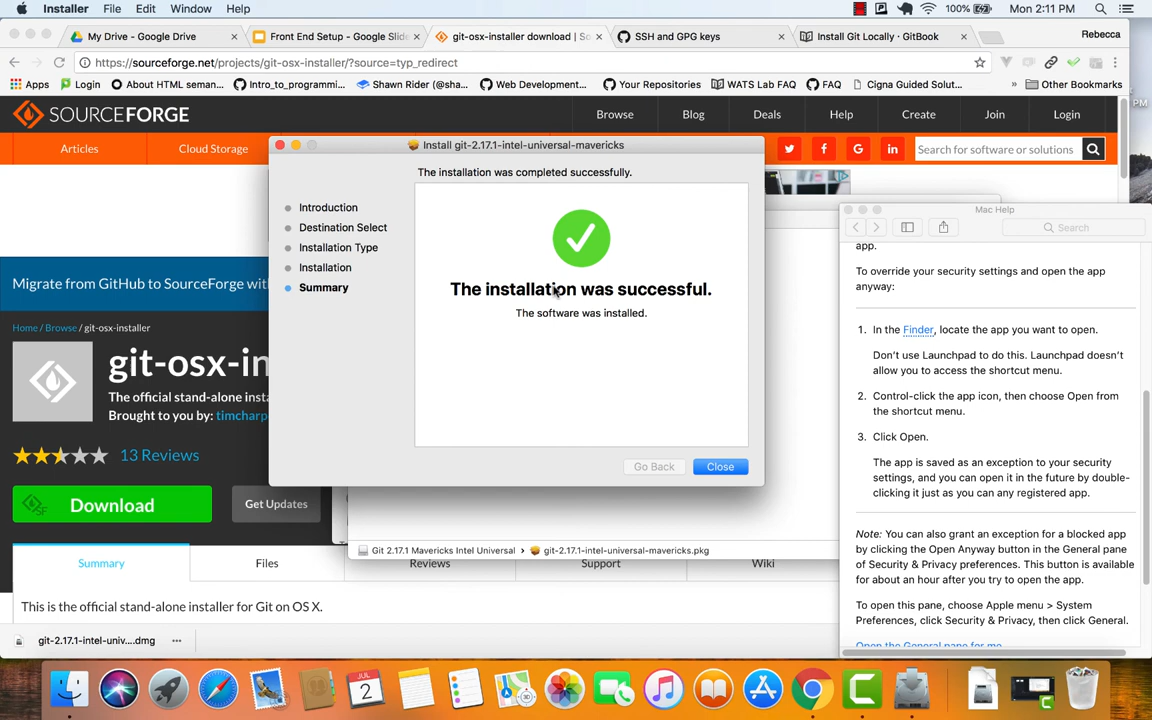 Installer File Edit Window Help 100% Mon 2:11 PM
My Drive - Google Drive
Front End Setup - Google Slide
git-osx-installer download | So
SSH and GPG keys
Install Git Locally · GitBook
Rebecca
https://sourceforge.net/projects/git-osx-installer/?source=typ_redirect
Apps Login About HTML seman... Intro_to_programmi... Shawn Rider (@sha... Web Development... Your Repositories WATS Lab FAQ FAQ Cigna Guided Solut... » Other Bookmarks
PM
SOURCEFORGE
Browse Blog Deals Help Create Join Login
Articles Cloud Storage
Search for software or solutions
Install git-2.17.1-intel-universal-mavericks
The installation was completed successfully.
Introduction
Destination Select
Installation Type
Installation
Summary
The installation was successful.
The software was installed.
Go Back Close
Migrate from GitHub to SourceForge with
Home / Browse / git-osx-installer
git-osx-in
The official stand-alone insta
Brought to you by: timcharp
13 Reviews
SF
Download
Get Updates
Git 2.17.1 Mavericks Intel Universal › git-2.17.1-intel-universal-mavericks.pkg
Summary Files Reviews Support Wiki
This is the official stand-alone installer for Git on OS X.
git-2.17.1-intel-univ....dmg
Mac Help
Search
app.
To override your security settings and open the app
anyway:
1. In the Finder, locate the app you want to open.
Don't use Launchpad to do this. Launchpad doesn't
allow you to access the shortcut menu.
2. Control-click the app icon, then choose Open from
the shortcut menu.
3. Click Open.
The app is saved as an exception to your security
settings, and you can open it in the future by double-
clicking it just as you can any registered app.
Note: You can also grant an exception for a blocked app
by clicking the Open Anyway button in the General pane
of Security & Privacy preferences. This button is available
for about an hour after you try to open the app.
To open this pane, choose Apple menu > System
Preferences, click Security & Privacy, then click General.
Open the General pane for me
JUL
2